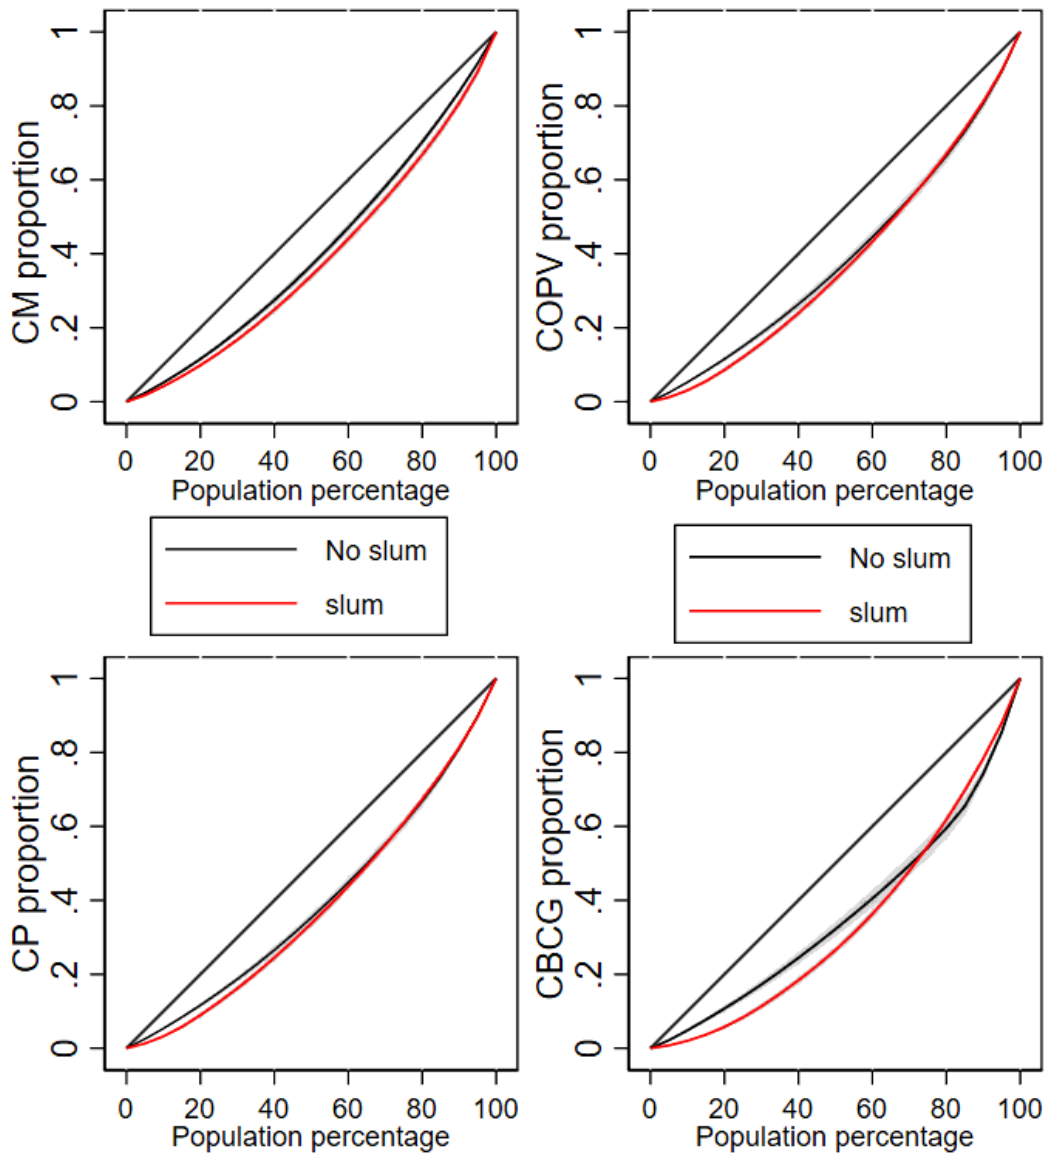 CM proportion
0
.2
.4
.6
.8
1
0 20 40 60 80 100
Population percentage
COPV proportion
0
.2
.4
.6
.8
1
0 20 40 60 80 100
Population percentage
No slum
slum
No slum
slum
CP proportion
0
.2
.4
.6
.8
1
0 20 40 60 80 100
Population percentage
CBCG proportion
0
.2
.4
.6
.8
1
0 20 40 60 80 100
Population percentage